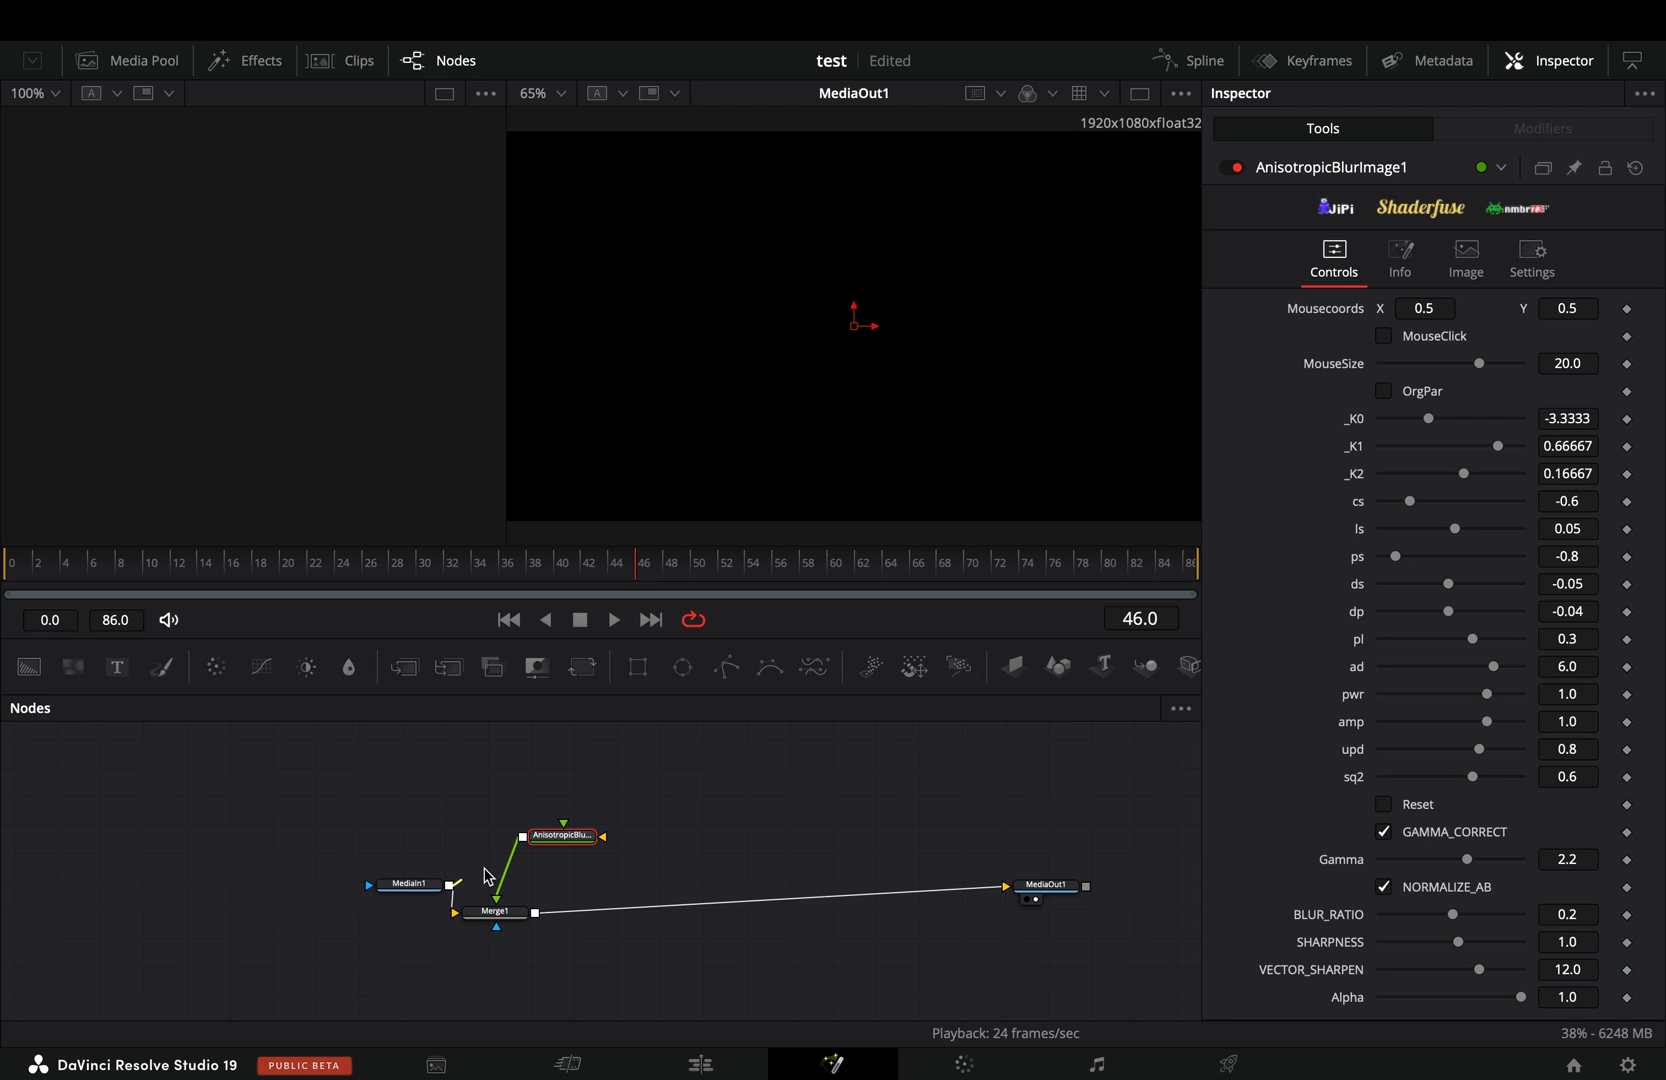 Media Pool Effects Clips Nodes test Edited Spline Keyframes Metadata Inspector
100% A 65% A MediaOut1 Inspector
1920x1080xfloat32
Tools Modifiers
AnisotropicBlurImage1
JiPi Shaderfuse nmbr73
Controls Info Image Settings
Mousecoords X 0.5 Y 0.5
MouseClick
MouseSize 20.0
OrgPar
_K0 -3.3333
_K1 0.66667
_K2 0.16667
cs -0.6
ls 0.05
ps -0.8
ds -0.05
dp -0.04
pl 0.3
ad 6.0
pwr 1.0
amp 1.0
upd 0.8
sq2 0.6
Reset
GAMMA_CORRECT
Gamma 2.2
NORMALIZE_AB
BLUR_RATIO 0.2
SHARPNESS 1.0
VECTOR_SHARPEN 12.0
Alpha 1.0
0 2 4 6 8 10 12 14 16 18 20 22 24 26 28 30 32 34 36 38 40 42 44 46 48 50 52 54 56 58 60 62 64 66 68 70 72 74 76 78 80 82 84 86
0.0 86.0 46.0
T T
Nodes
AnisotropicBlu...
MediaIn1 MediaOut1
Merge1
Playback: 24 frames/sec 38% - 6248 MB
DaVinci Resolve Studio 19 PUBLIC BETA